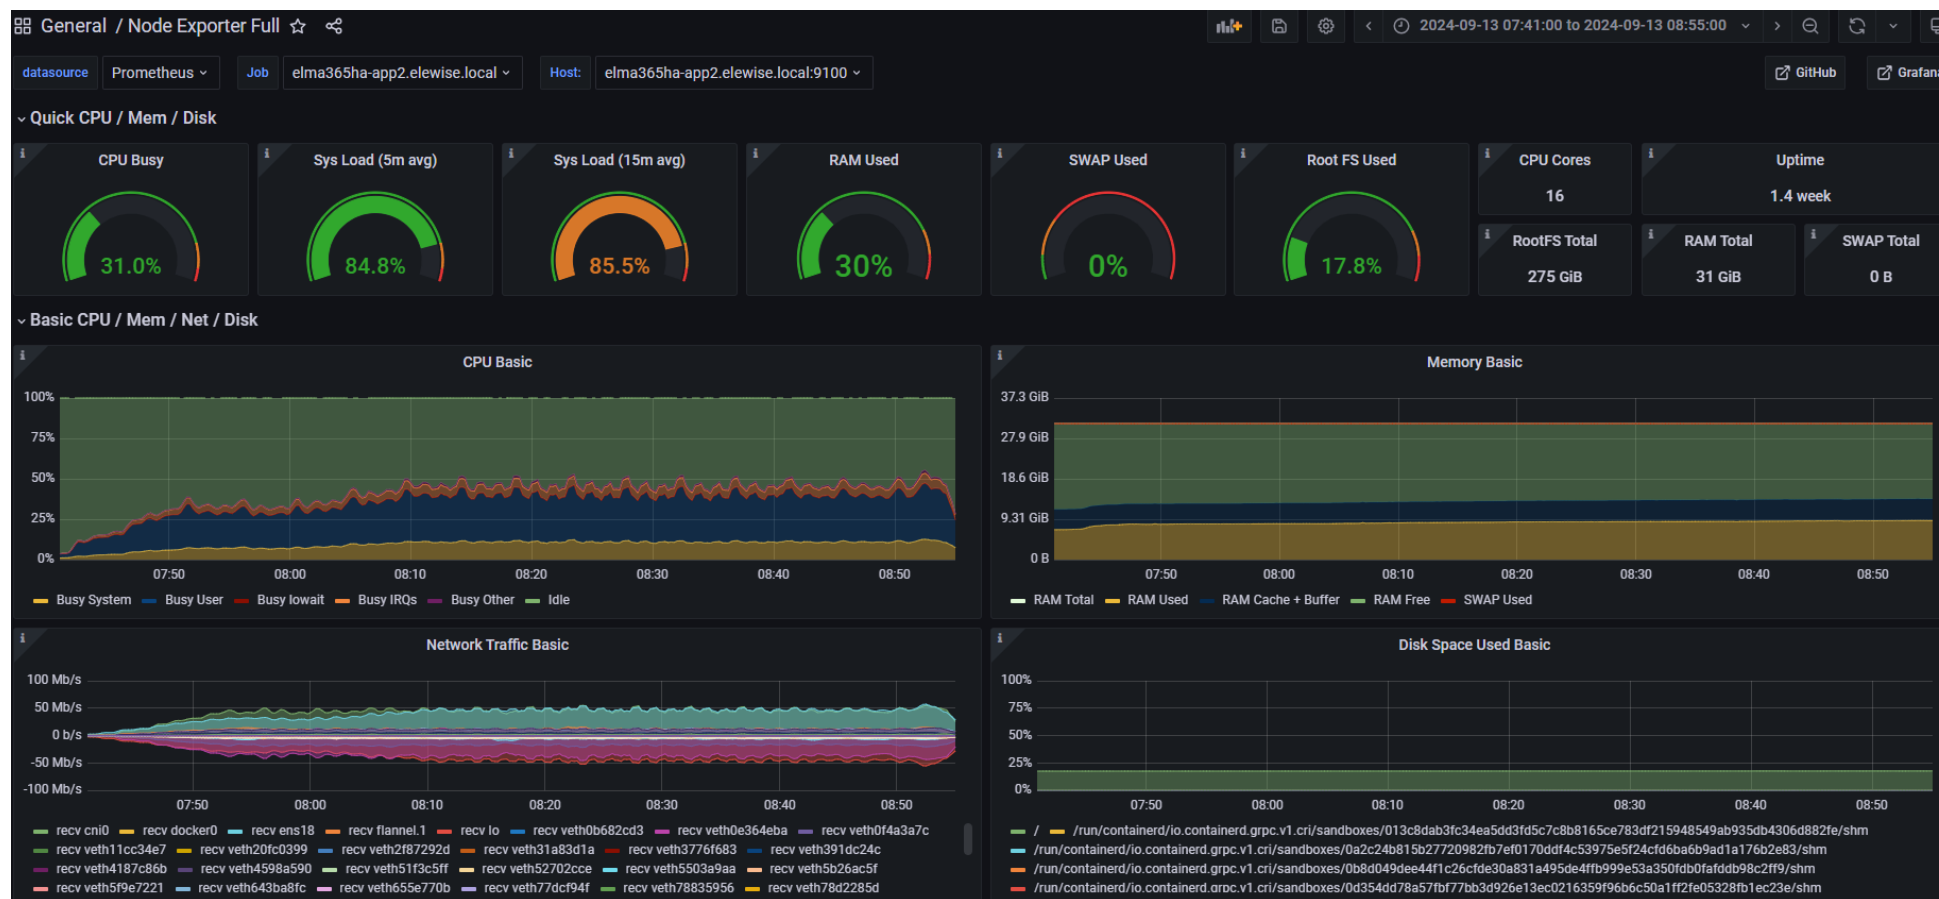 General / Node Exporter Full
2024-09-13 07:41:00 to 2024-09-13 08:55:00
datasource Prometheus Job elma365ha-app2.elewise.local Host: elma365ha-app2.elewise.local:9100 GitHub Grafana
Quick CPU / Mem / Disk
CPU Busy
31.0%
Sys Load (5m avg)
84.8%
Sys Load (15m avg)
85.5%
RAM Used
30%
SWAP Used
0%
Root FS Used
17.8%
CPU Cores
16
Uptime
1.4 week
RootFS Total
275 GiB
RAM Total
31 GiB
SWAP Total
0 B
Basic CPU / Mem / Net / Disk
CPU Basic
100%
75%
50%
25%
0%
07:50 08:00 08:10 08:20 08:30 08:40 08:50
Busy System Busy User Busy Iowait Busy IRQs Busy Other Idle
Memory Basic
37.3 GiB
27.9 GiB
18.6 GiB
9.31 GiB
0 B
07:50 08:00 08:10 08:20 08:30 08:40 08:50
RAM Total RAM Used RAM Cache + Buffer RAM Free SWAP Used
Network Traffic Basic
100 Mb/s
50 Mb/s
0 b/s
-50 Mb/s
-100 Mb/s
07:50 08:00 08:10 08:20 08:30 08:40 08:50
recv cni0 recv docker0 recv ens18 recv flannel.1 recv lo recv veth0b682cd3 recv veth0e364eba recv veth0f4a3a7c
recv veth11cc34e7 recv veth20fc0399 recv veth2f87292d recv veth31a83d1a recv veth3776f683 recv veth391dc24c
recv veth4187c86b recv veth4598a590 recv veth51f3c5ff recv veth52702cce recv veth5503a9aa recv veth5b26ac5f
recv veth5f9e7221 recv veth643ba8fc recv veth655e770b recv veth77dcf94f recv veth78835956 recv veth78d2285d
Disk Space Used Basic
100%
75%
50%
25%
0%
07:50 08:00 08:10 08:20 08:30 08:40 08:50
/ /run/containerd/io.containerd.grpc.v1.cri/sandboxes/013c8dab3fc34ea5dd3fd5c7c8b8165ce783df215948549ab935db4306d882fe/shm
/run/containerd/io.containerd.grpc.v1.cri/sandboxes/0a2c24b815b27720982fb7ef0170ddf4c53975e5f24cfd6ba6b9ad1a176b2e83/shm
/run/containerd/io.containerd.grpc.v1.cri/sandboxes/0b8d049dee44f1c26cfde30a831a495de4ffb999e53a350fdb0fafddb98c2ff9/shm
/run/containerd/io.containerd.grpc.v1.cri/sandboxes/0d354dd78a57fbf77bb3d926e13ec0216359f96b6c50a1ff2fe05328fb1ec23e/shm